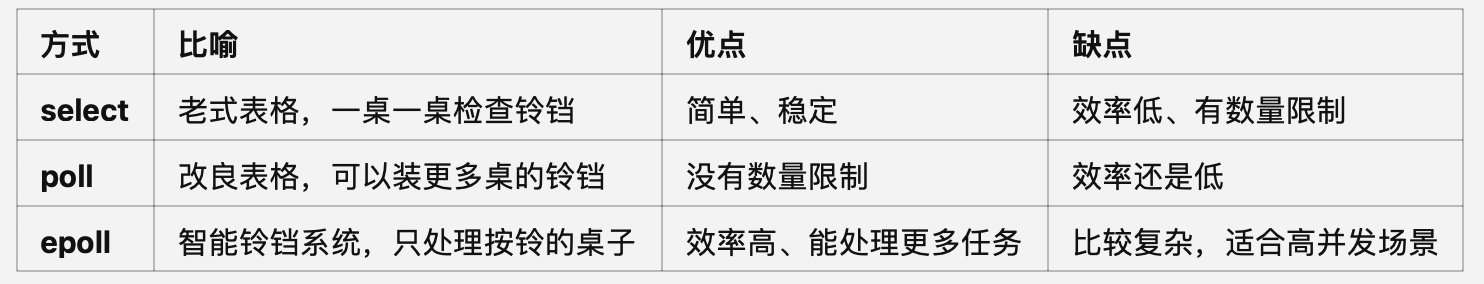 方式 比喻 优点 缺点
select 老式表格，一桌一桌检查铃铛 简单、稳定 效率低、有数量限制
poll 改良表格，可以装更多桌的铃铛 没有数量限制 效率还是低
epoll 智能铃铛系统，只处理按铃的桌子 效率高、能处理更多任务 比较复杂，适合高并发场景